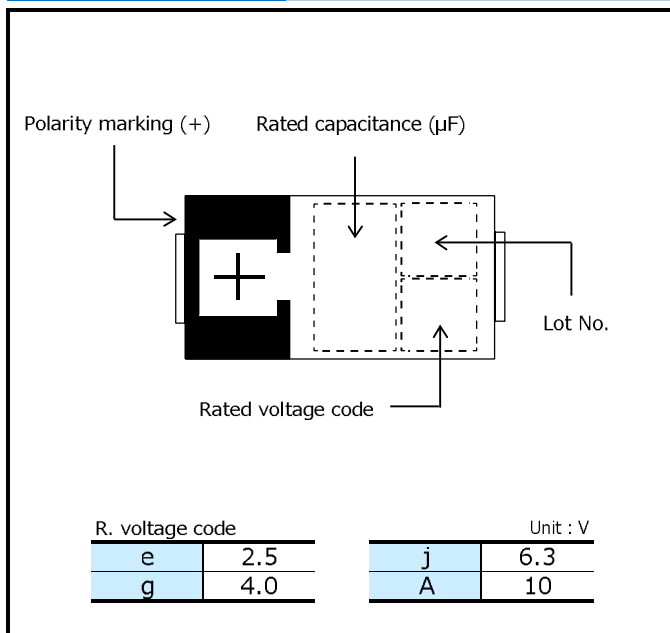 Polarity marking (+) Rated capacitance (µF)
+
Lot No.
Rated voltage code
R. voltage code Unit : V
e 2.5 j 6.3
g 4.0 A 10